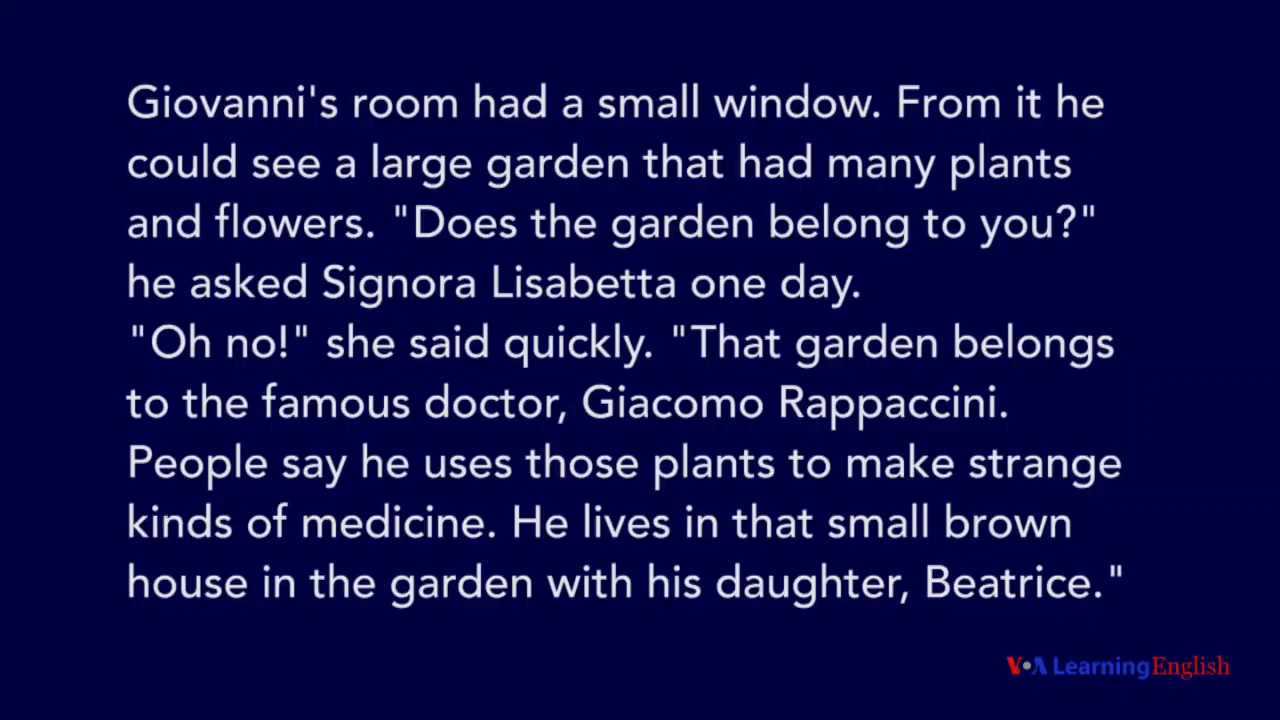 Giovanni's room had a small window. From it he
could see a large garden that had many plants
and flowers. "Does the garden belong to you?"
he asked Signora Lisabetta one day.
"Oh no!" she said quickly. "That garden belongs
to the famous doctor, Giacomo Rappaccini.
People say he uses those plants to make strange
kinds of medicine. He lives in that small brown
house in the garden with his daughter, Beatrice."
VOA Learning English